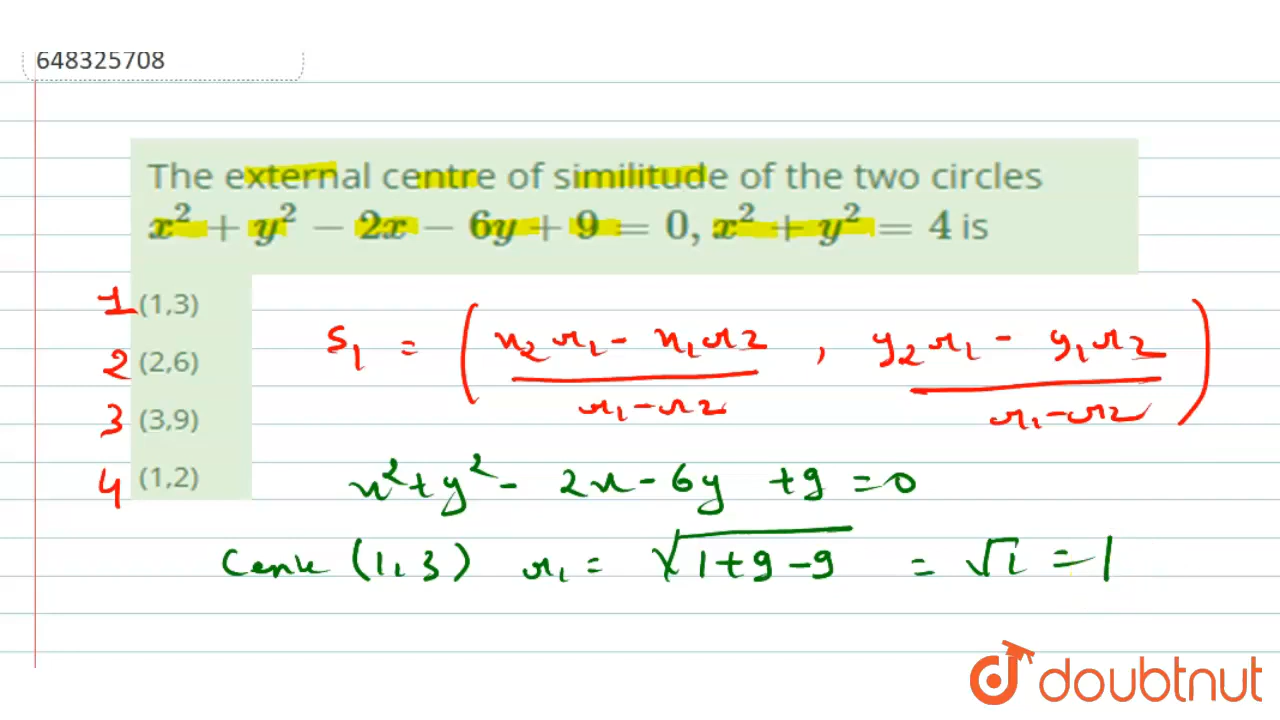 648325708
The external centre of similitude of the two circles
x² + y² − 2x − 6y + 9 = 0, x² + y² = 4 is
1 (1,3)
2 (2,6)
3 (3,9)
4 (1,2)
S₁ = ( (x₂r₁ − x₁r₂)/(r₁ − r₂) , (y₂r₁ − y₁r₂)/(r₁ − r₂) )
x² + y² − 2x − 6y + 9 = 0
(1, 3) r₁ = √(1 + 9 − 9) = √1 = 1
doubtnut